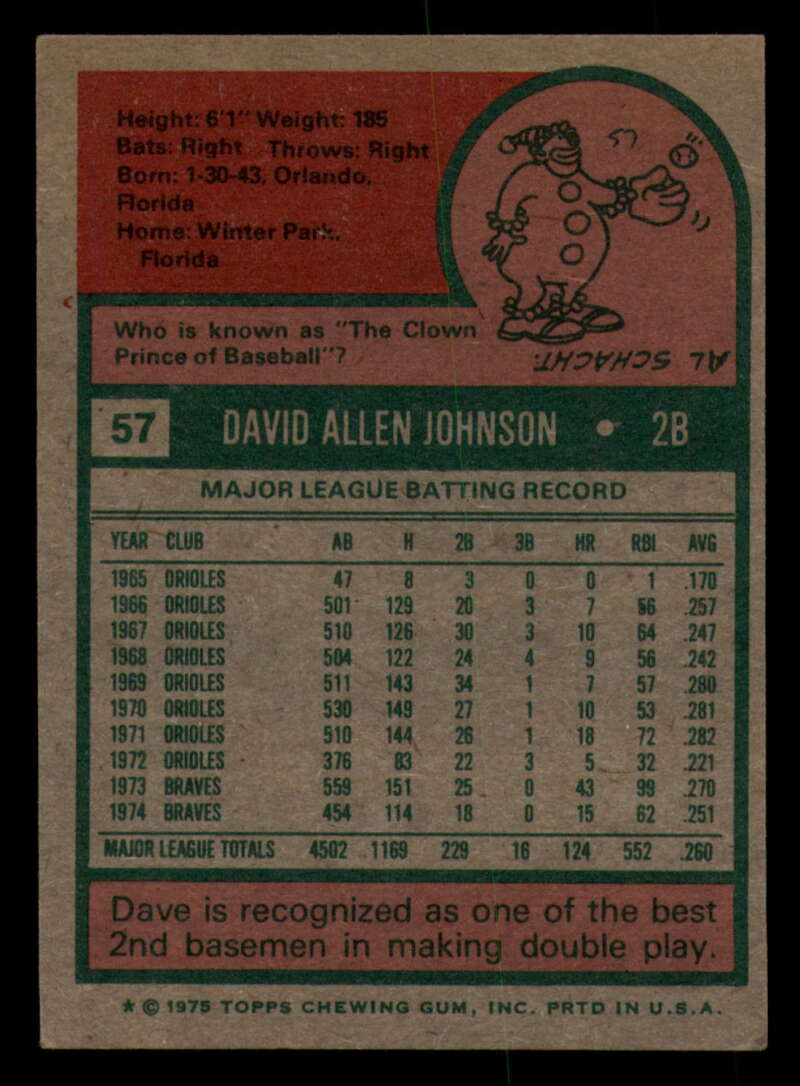 Height: 6'1" Weight: 185
Bats: Right Throws: Right
Born: 1-30-43, Orlando,
Florida
Home: Winter Park,
Florida
57
Who is known as "The Clown
Prince of Baseball"?
AL SCHACHT.
57 DAVID ALLEN JOHNSON • 2B
MAJOR LEAGUE BATTING RECORD
YEAR CLUB AB H 2B 3B HR RBI AVG
1965 ORIOLES 47 8 3 0 0 1 .170
1966 ORIOLES 501 129 20 3 7 56 .257
1967 ORIOLES 510 126 30 3 10 64 .247
1968 ORIOLES 504 122 24 4 9 56 .242
1969 ORIOLES 511 143 34 1 7 57 .280
1970 ORIOLES 530 149 27 1 10 53 .281
1971 ORIOLES 510 144 26 1 18 72 .282
1972 ORIOLES 376 83 22 3 5 32 .221
1973 BRAVES 559 151 25 0 43 99 .270
1974 BRAVES 454 114 18 0 15 62 .251
MAJOR LEAGUE TOTALS 4502 1169 229 16 124 552 .260
Dave is recognized as one of the best
2nd basemen in making double play.
* © 1975 TOPPS CHEWING GUM, INC. PRTD IN U.S.A.